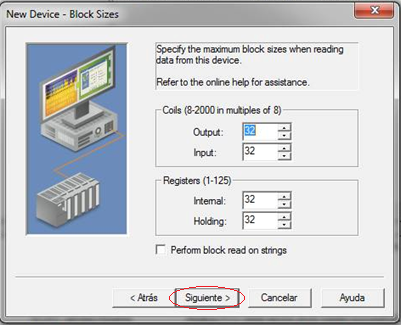 New Device - Block Sizes
Specify the maximum block sizes when reading
data from this device.
Refer to the online help for assistance.
Coils (8-2000 in multiples of 8)
Output: 32
Input: 32
Registers (1-125)
Internal: 32
Holding: 32
Perform block read on strings
< Atrás Siguiente > Cancelar Ayuda